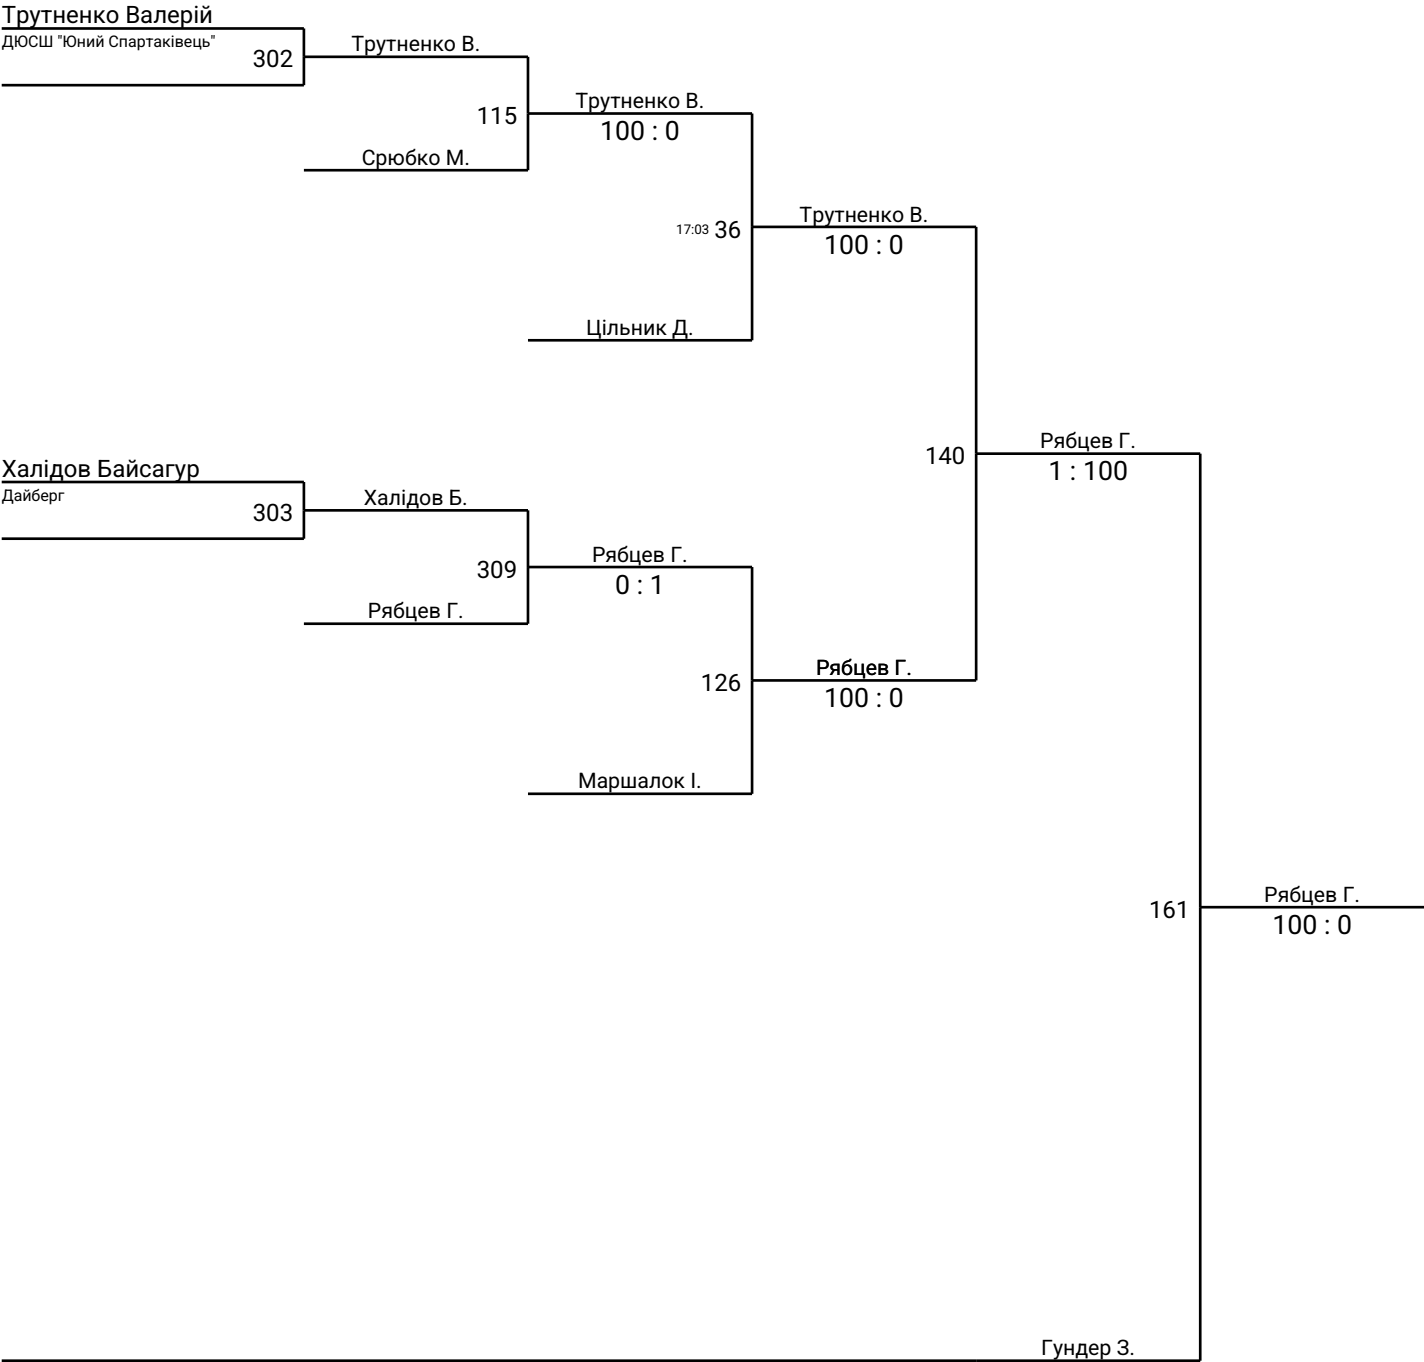 Трутненко Валерій
ДЮСШ "Юний Спартаківець"
302
Трутненко В.
115
Трутненко В.
100 : 0
Срюбко М.
17:03 36
Трутненко В.
100 : 0
Цільник Д.
140
Рябцев Г.
1 : 100
Халідов Байсагур
Дайберг
303
Халідов Б.
309
Рябцев Г.
0 : 1
Рябцев Г.
126
Рябцев Г.
100 : 0
Маршалок І.
161
Рябцев Г.
100 : 0
Гундер З.